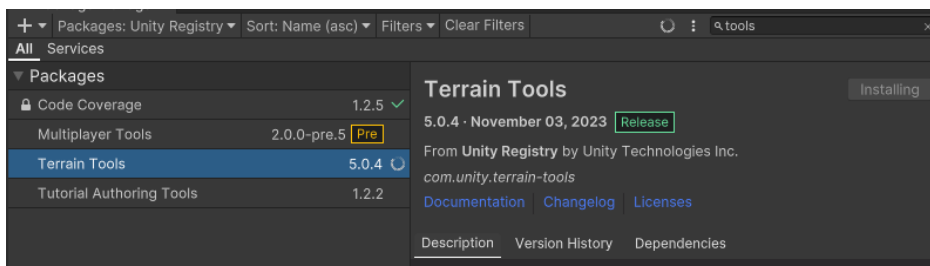 + Packages: Unity Registry Sort: Name (asc) Filters Clear Filters tools
All Services
Packages
Code Coverage 1.2.5
Multiplayer Tools 2.0.0-pre.5 Pre
Terrain Tools 5.0.4
Tutorial Authoring Tools 1.2.2
Terrain Tools Installing
5.0.4 · November 03, 2023 Release
From Unity Registry by Unity Technologies Inc.
com.unity.terrain-tools
Documentation Changelog Licenses
Description Version History Dependencies